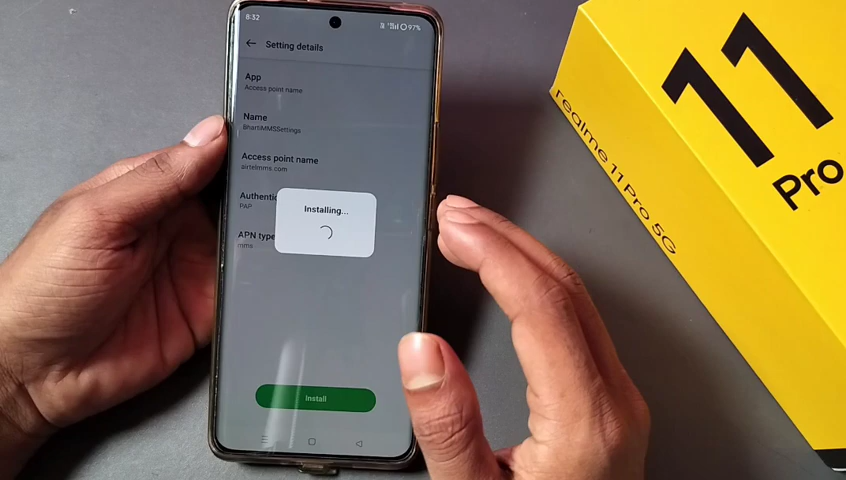 8:32
97%
Setting details
App
Access point name
Name
BhartiMMSSettings
Access point name
airtelmms.com
Authentic
PAP
APN type
mms
Installing...
Install
11
Pro
realme 11 Pro 5G